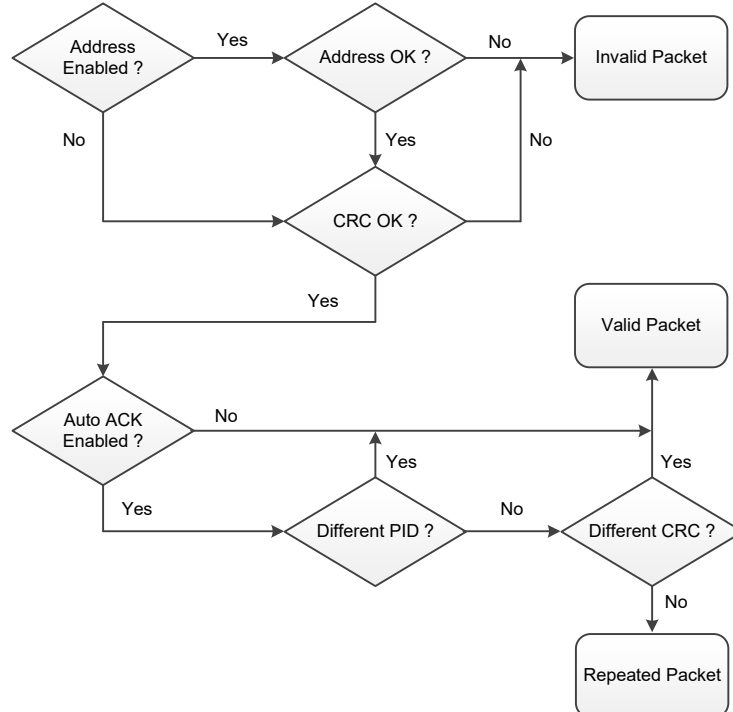 Address
Enabled ?
Yes
Address OK ?
No
Invalid Packet
No
Yes
No
CRC OK ?
Yes
Valid Packet
Auto ACK
Enabled ?
No
Yes
Yes
Yes
Different PID ?
No
Different CRC ?
No
Repeated Packet